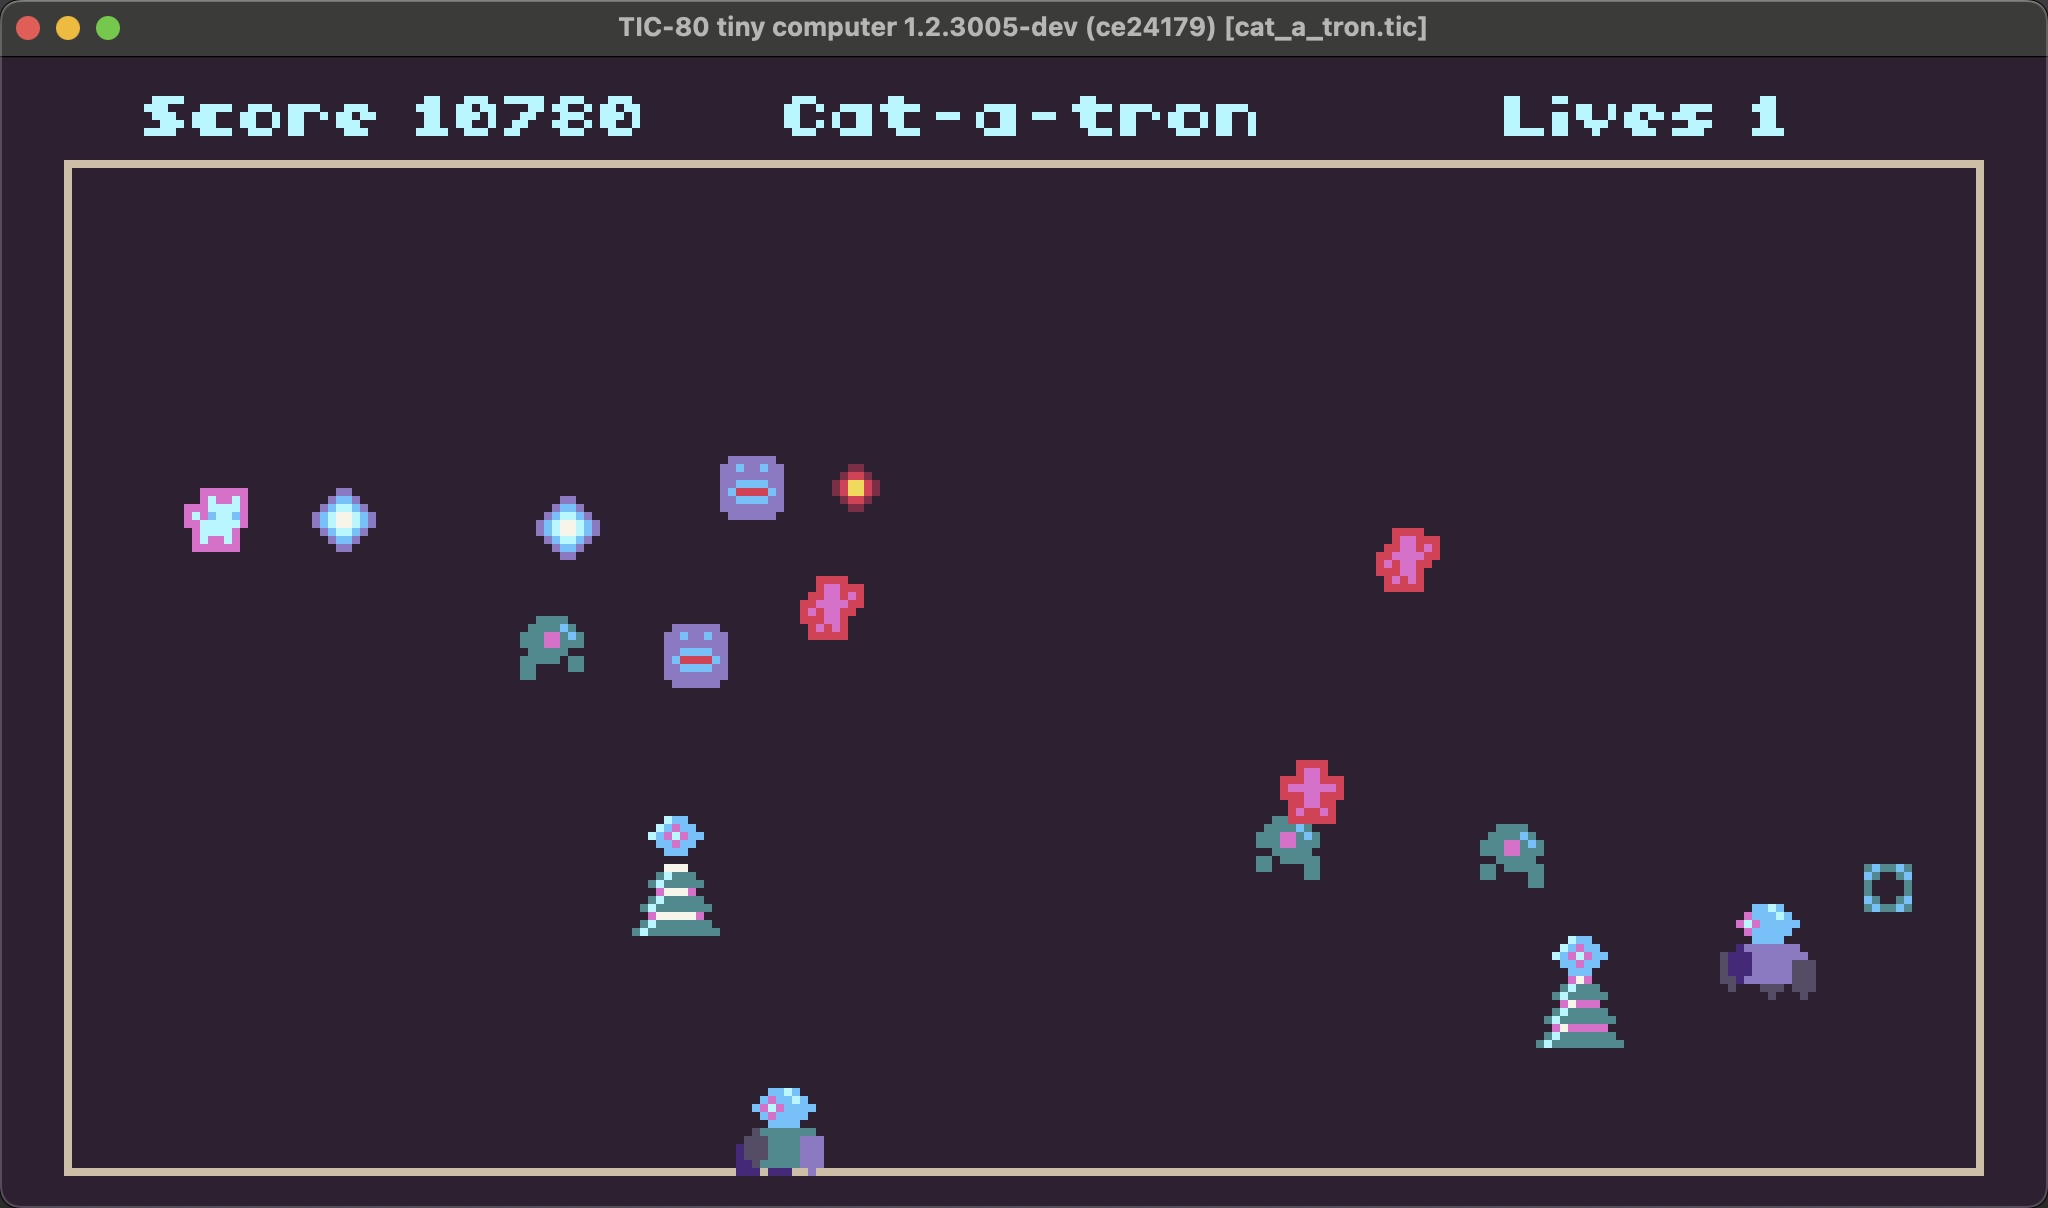 TIC-80 tiny computer 1.2.3005-dev (ce24179) [cat_a_tron.tic]
Score 10780 Cat-a-tron Lives 1